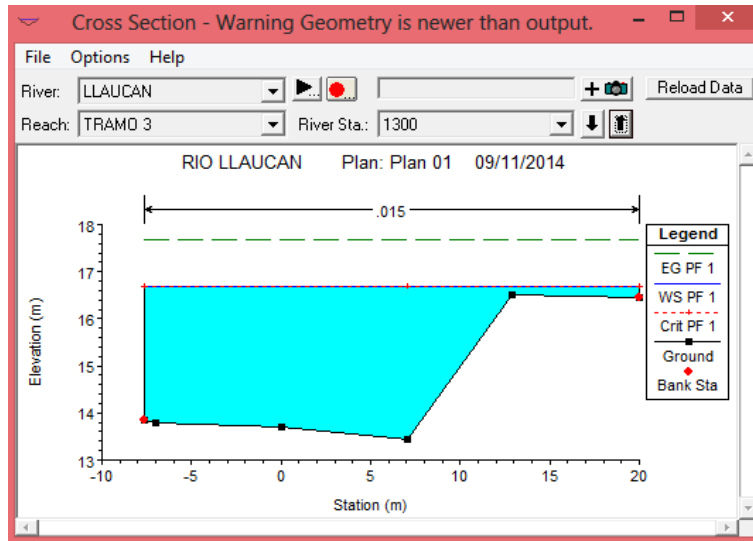 Cross Section - Warning Geometry is newer than output.
File Options Help
River: LLAUCAN ... ... + Reload Data
Reach: TRAMO 3 River Sta.: 1300
RIO LLAUCAN Plan: Plan 01 09/11/2014
.015
18
17
16
15
14
13
-10 -5 0 5 10 15 20
Elevation (m)
Station (m)
Legend
EG PF 1
WS PF 1
Crit PF 1
Ground
Bank Sta